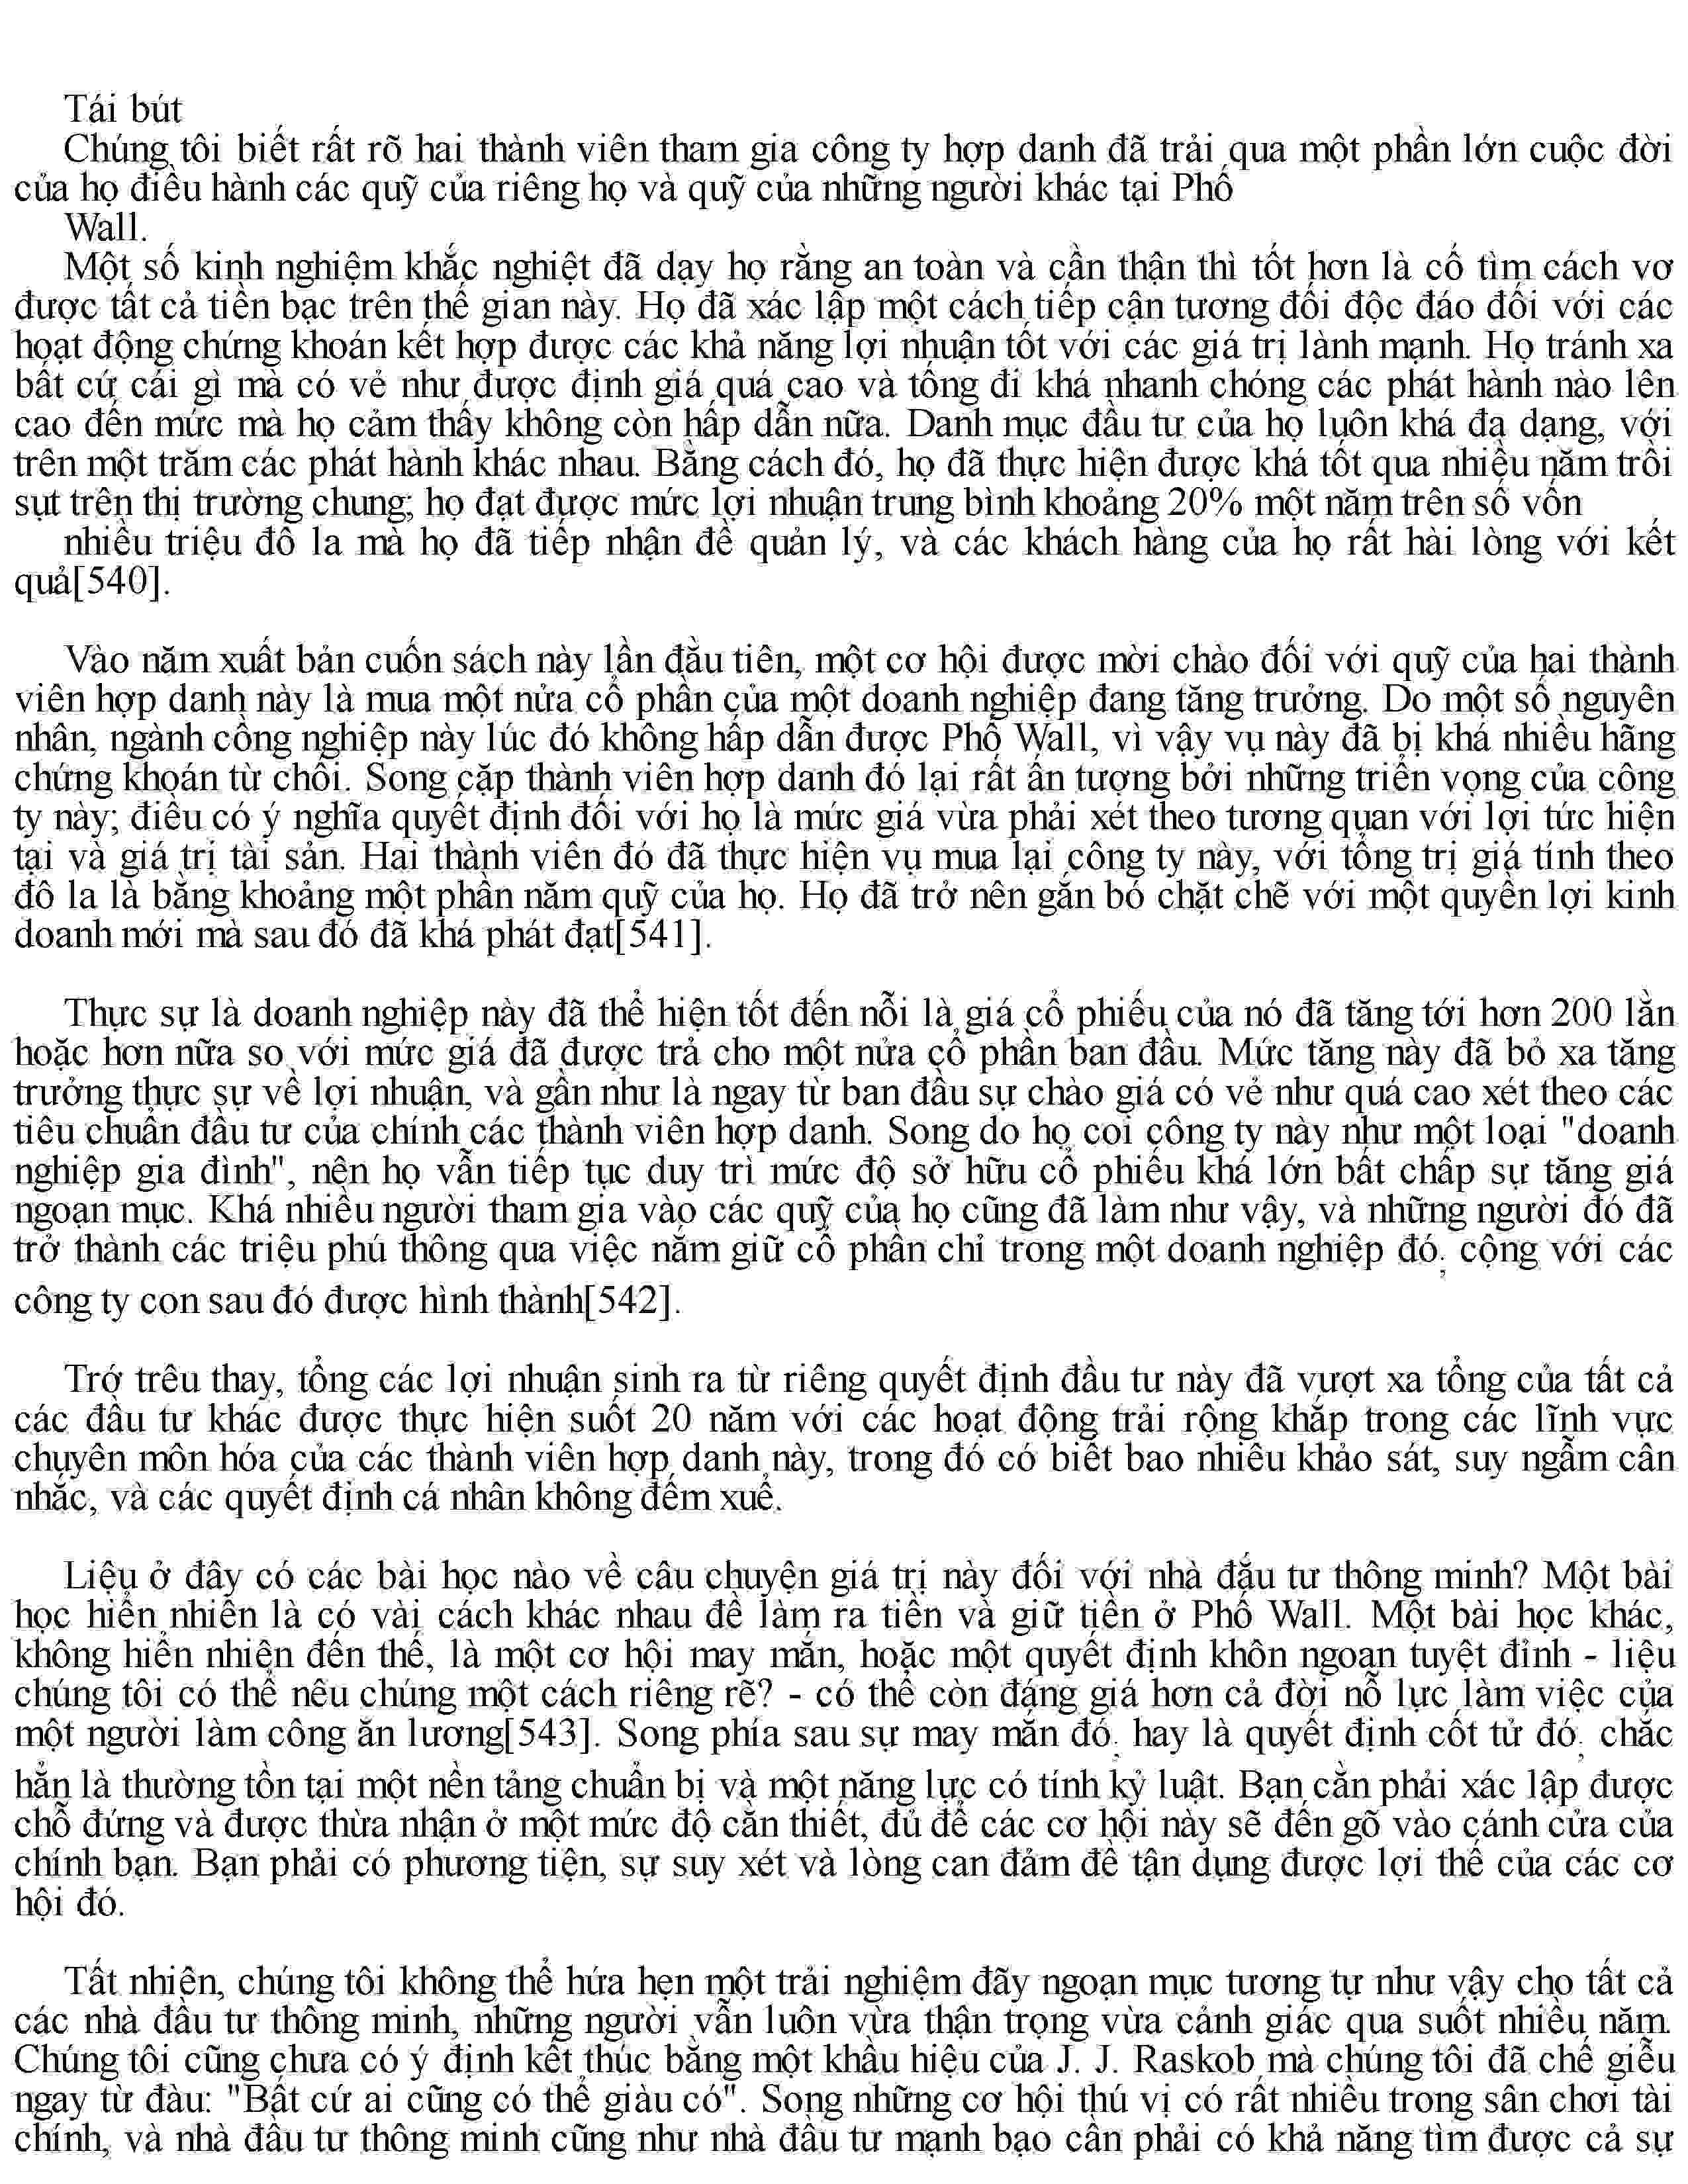 Tái bút
Chúng tôi biết rất rõ hai thành viên tham gia công ty hợp danh đã trải qua một phần lớn cuộc đời
của họ điều hành các quỹ của riêng họ và quỹ của những người khác tại Phố
Wall.
Một số kinh nghiệm khắc nghiệt đã dạy họ rằng an toàn và cẩn thận thì tốt hơn là cố tìm cách vơ
được tất cả tiền bạc trên thế gian này. Họ đã xác lập một cách tiếp cận tương đối độc đáo đối với các
hoạt động chứng khoán kết hợp được các khả năng lợi nhuận tốt với các giá trị lành mạnh. Họ tránh xa
bất cứ cái gì mà có vẻ như được định giá quá cao và tống đi khá nhanh chóng các phát hành nào lên
cao đến mức mà họ cảm thấy không còn hấp dẫn nữa. Danh mục đầu tư của họ luôn khá đa dạng, với
trên một trăm các phát hành khác nhau. Bằng cách đó, họ đã thực hiện được khá tốt qua nhiều năm trồi
sụt trên thị trường chung; họ đạt được mức lợi nhuận trung bình khoảng 20% một năm trên số vốn
nhiều triệu đô la mà họ đã tiếp nhận để quản lý, và các khách hàng của họ rất hài lòng với kết
quả[540].
Vào năm xuất bản cuốn sách này lần đầu tiên, một cơ hội được mời chào đối với quỹ của hai thành
viên hợp danh này là mua một nửa cổ phần của một doanh nghiệp đang tăng trưởng. Do một số nguyên
nhân, ngành công nghiệp này lúc đó không hấp dẫn được Phố Wall, vì vậy vụ này đã bị khá nhiều hãng
chứng khoán từ chối. Song cặp thành viên hợp danh đó lại rất ấn tượng bởi những triển vọng của công
ty này; điều có ý nghĩa quyết định đối với họ là mức giá vừa phải xét theo tương quan với lợi tức hiện
tại và giá trị tài sản. Hai thành viên đó đã thực hiện vụ mua lại công ty này, với tổng trị giá tính theo
đô la là bằng khoảng một phần năm quỹ của họ. Họ đã trở nên gắn bó chặt chẽ với một quyền lợi kinh
doanh mới mà sau đó đã khá phát đạt[541].
Thực sự là doanh nghiệp này đã thể hiện tốt đến nỗi là giá cổ phiếu của nó đã tăng tới hơn 200 lần
hoặc hơn nữa so với mức giá đã được trả cho một nửa cổ phần ban đầu. Mức tăng này đã bỏ xa tăng
trưởng thực sự về lợi nhuận, và gần như là ngay từ ban đầu sự chào giá có vẻ như quá cao xét theo các
tiêu chuẩn đầu tư của chính các thành viên hợp danh. Song do họ coi công ty này như một loại "doanh
nghiệp gia đình", nên họ vẫn tiếp tục duy trì mức độ sở hữu cổ phiếu khá lớn bất chấp sự tăng giá
ngoạn mục. Khá nhiều người tham gia vào các quỹ của họ cũng đã làm như vậy, và những người đó đã
trở thành các triệu phú thông qua việc nắm giữ cổ phần chỉ trong một doanh nghiệp đó, cộng với các
công ty con sau đó được hình thành[542].
Trớ trêu thay, tổng các lợi nhuận sinh ra từ riêng quyết định đầu tư này đã vượt xa tổng của tất cả
các đầu tư khác được thực hiện suốt 20 năm với các hoạt động trải rộng khắp trong các lĩnh vực
chuyên môn hóa của các thành viên hợp danh này, trong đó có biết bao nhiêu khảo sát, suy ngẫm cân
nhắc, và các quyết định cá nhân không đếm xuể.
Liệu ở đây có các bài học nào về câu chuyện giá trị này đối với nhà đầu tư thông minh? Một bài
học hiển nhiên là có vài cách khác nhau để làm ra tiền và giữ tiền ở Phố Wall. Một bài học khác,
không hiển nhiên đến thế, là một cơ hội may mắn, hoặc một quyết định khôn ngoan tuyệt đỉnh - liệu
chúng tôi có thể nêu chúng một cách riêng rẽ? - có thể còn đáng giá hơn cả đời nỗ lực làm việc của
một người làm công ăn lương[543]. Song phía sau sự may mắn đó, hay là quyết định cốt tử đó, chắc
hẳn là thường tồn tại một nền tảng chuẩn bị và một năng lực có tính kỷ luật. Bạn cần phải xác lập được
chỗ đứng và được thừa nhận ở một mức độ cần thiết, đủ để các cơ hội này sẽ đến gõ vào cánh cửa của
chính bạn. Bạn phải có phương tiện, sự suy xét và lòng can đảm để tận dụng được lợi thế của các cơ
hội đó.
Tất nhiên, chúng tôi không thể hứa hẹn một trải nghiệm đầy ngoạn mục tương tự như vậy cho tất cả
các nhà đầu tư thông minh, những người vẫn luôn vừa thận trọng vừa cảnh giác qua suốt nhiều năm.
Chúng tôi cũng chưa có ý định kết thúc bằng một khẩu hiệu của J. J. Raskob mà chúng tôi đã chế giễu
ngay từ đàu: "Bất cứ ai cũng có thể giàu có". Song những cơ hội thú vị có rất nhiều trong sân chơi tài
chính, và nhà đầu tư thông minh cũng như nhà đầu tư mạnh bạo cần phải có khả năng tìm được cả sự